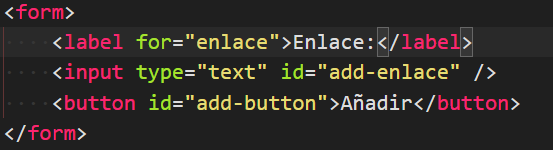 <form>
<label for="enlace">Enlace:</label>
<input type="text" id="add-enlace" />
<button id="add-button">Añadir</button>
</form>